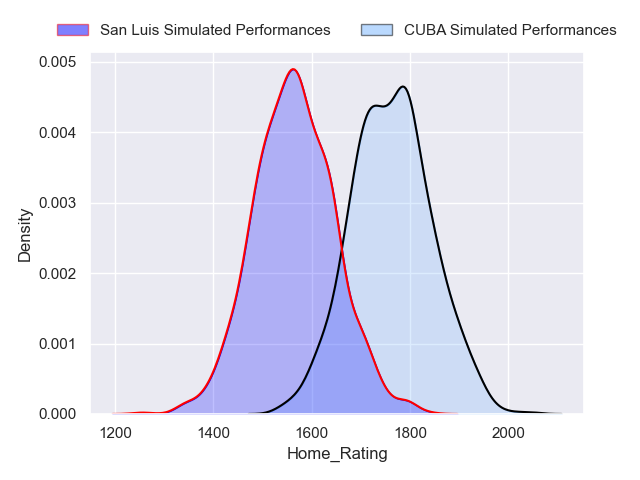 San Luis Simulated Performances
CUBA Simulated Performances
0.005
0.004
0.003
0.002
0.001
0.000
Density
1200
1400
1600
1800
2000
Home_Rating